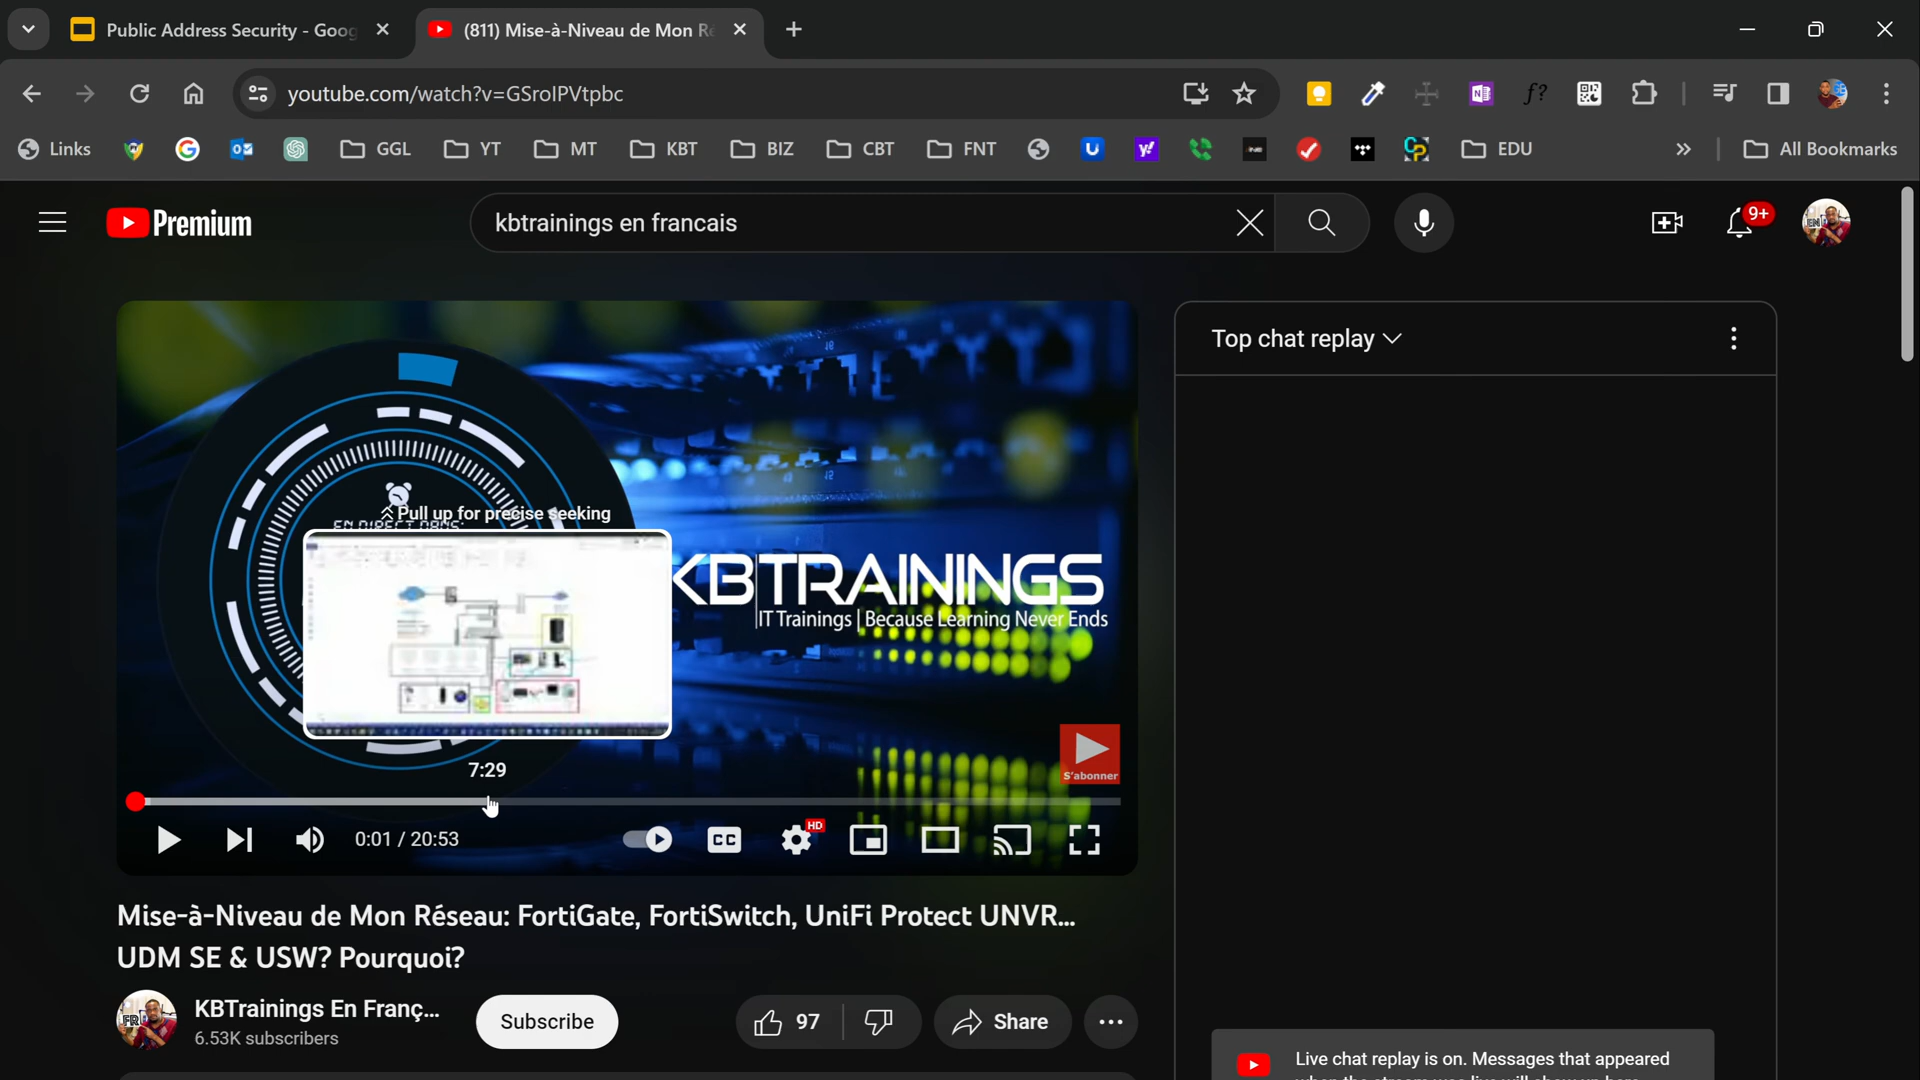 Public Address Security - Goog
(811) Mise-à-Niveau de Mon Ré
youtube.com/watch?v=GSroIPVtpbc
f?
Links
GGL
YT
MT
KBT
BIZ
CBT
FNT
EDU
All Bookmarks
Premium
kbtrainings en francais
9+
Top chat replay
Pull up for precise seeking
EN DIRECT DANS:
KBTRAININGS
IT Trainings | Because Learning Never Ends
S'abonner
7:29
0:01 / 20:53
CC
HD
Mise-à-Niveau de Mon Réseau: FortiGate, FortiSwitch, UniFi Protect UNVR...
UDM SE & USW? Pourquoi?
FR
KBTrainings En Franç...
6.53K subscribers
Subscribe
97
Share
Live chat replay is on. Messages that appeared